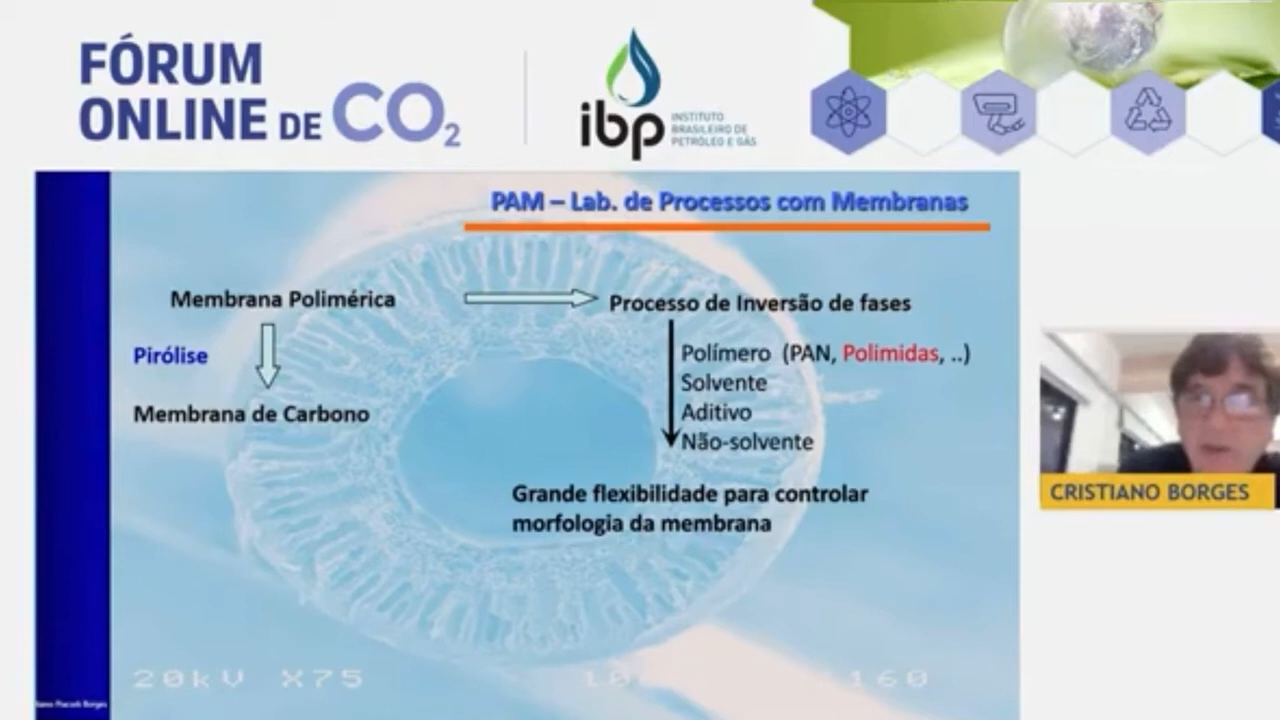 FÓRUM
ONLINE DE CO2
ibp
INSTITUTO
BRASILEIRO DE
PETRÓLEO E GÁS
PAM – Lab. de Processos com Membranas
Membrana Polimérica
Processo de Inversão de fases
Pirólise
Polímero (PAN, Polimidas, ..)
Solvente
Membrana de Carbono
Aditivo
Não-solvente
Grande flexibilidade para controlar
morfologia da membrana
CRISTIANO BORGES
20kV X75
160
Borges